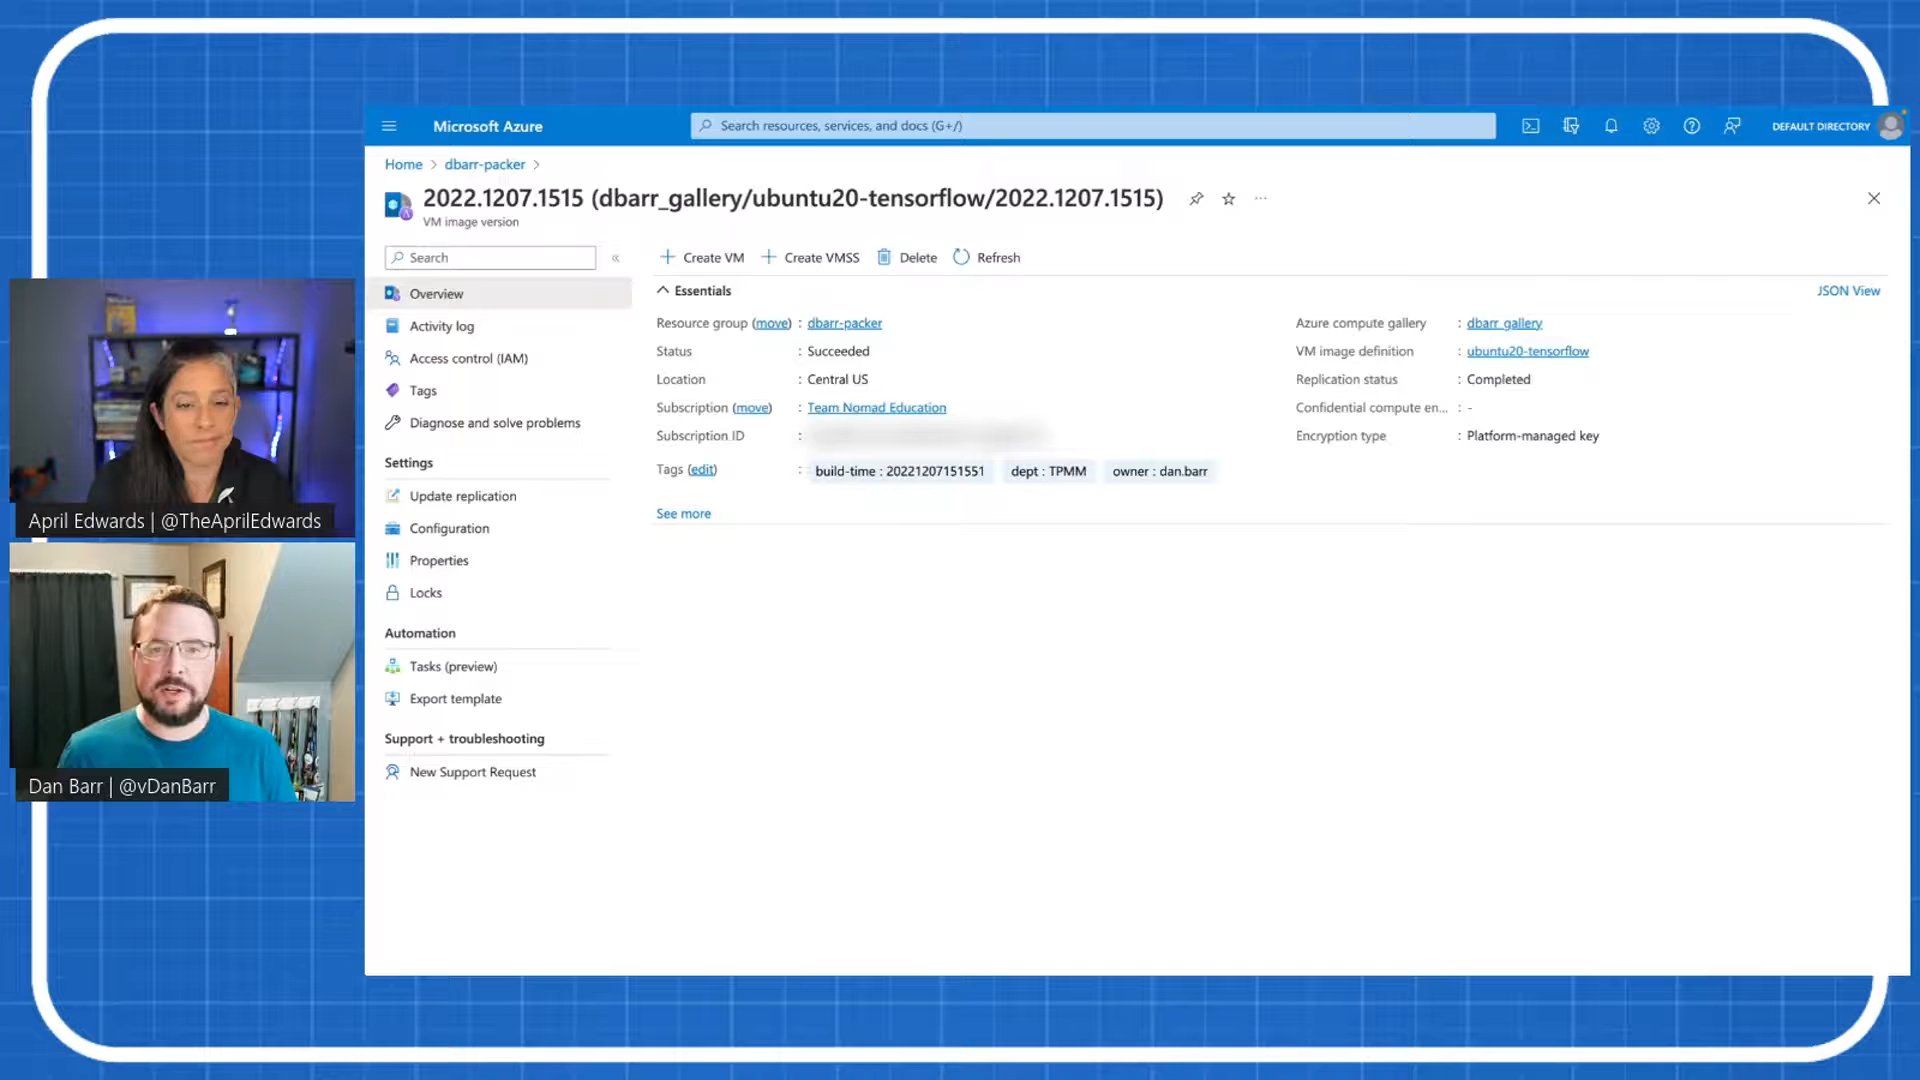 Microsoft Azure
Search resources, services, and docs (G+/)
DEFAULT DIRECTORY
Home > dbarr-packer >
2022.1207.1515 (dbarr_gallery/ubuntu20-tensorflow/2022.1207.1515)
VM image version
Search
Overview
Activity log
Access control (IAM)
Tags
Diagnose and solve problems
Settings
Update replication
Configuration
Properties
Locks
Automation
Tasks (preview)
Export template
Support + troubleshooting
New Support Request
Create VM
Create VMSS
Delete
Refresh
Essentials
JSON View
Resource group (move) : dbarr-packer
Status : Succeeded
Location : Central US
Subscription (move) : Team Nomad Education
Subscription ID :
Tags (edit) : build-time : 20221207151551 dept : TPMM owner : dan.barr
See more
Azure compute gallery : dbarr_gallery
VM image definition : ubuntu20-tensorflow
Replication status : Completed
Confidential compute en... : -
Encryption type : Platform-managed key
April Edwards | @TheAprilEdwards
Dan Barr | @vDanBarr